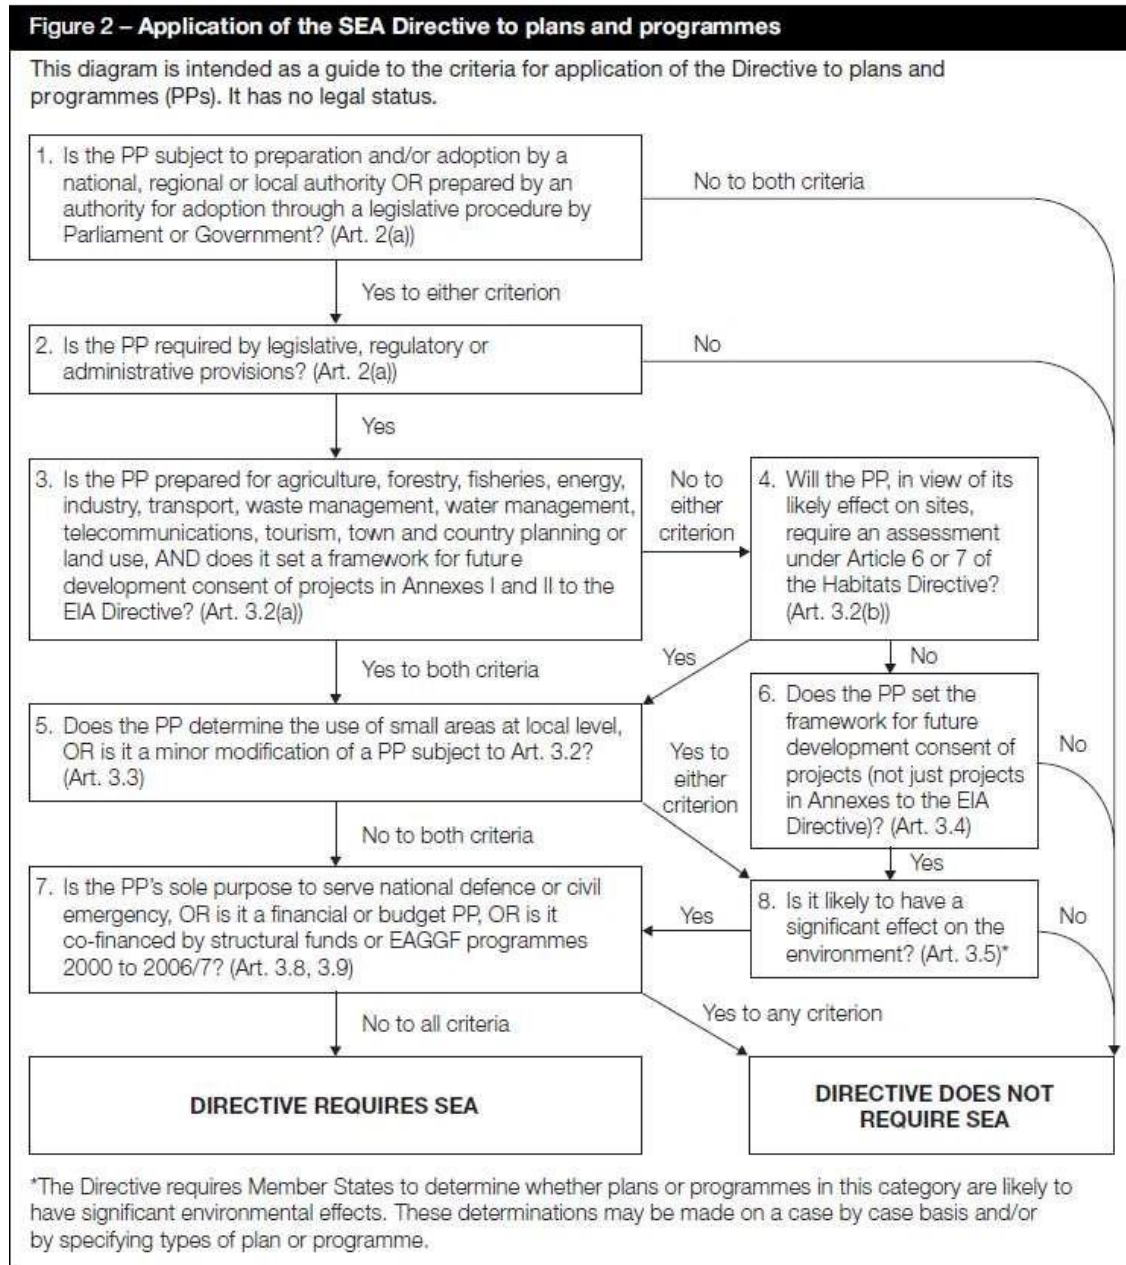 Figure 2 – Application of the SEA Directive to plans and programmes
This diagram is intended as a guide to the criteria for application of the Directive to plans and
programmes (PPs). It has no legal status.
1. Is the PP subject to preparation and/or adoption by a
national, regional or local authority OR prepared by an
authority for adoption through a legislative procedure by
Parliament or Government? (Art. 2(a))
No to both criteria
Yes to either criterion
2. Is the PP required by legislative, regulatory or
administrative provisions? (Art. 2(a))
No
Yes
3. Is the PP prepared for agriculture, forestry, fisheries, energy,
industry, transport, waste management, water management,
telecommunications, tourism, town and country planning or
land use, AND does it set a framework for future
development consent of projects in Annexes I and II to the
EIA Directive? (Art. 3.2(a))
No to
either
criterion
4. Will the PP, in view of its
likely effect on sites,
require an assessment
under Article 6 or 7 of
the Habitats Directive?
(Art. 3.2(b))
Yes to both criteria
Yes
No
5. Does the PP determine the use of small areas at local level,
OR is it a minor modification of a PP subject to Art. 3.2?
(Art. 3.3)
Yes to
either
criterion
6. Does the PP set the
framework for future
development consent of
projects (not just projects
in Annexes to the EIA
Directive)? (Art. 3.4)
No
No to both criteria
Yes
7. Is the PP's sole purpose to serve national defence or civil
emergency, OR is it a financial or budget PP, OR is it
co-financed by structural funds or EAGGF programmes
2000 to 2006/7? (Art. 3.8, 3.9)
Yes
8. Is it likely to have a
significant effect on the
environment? (Art. 3.5)*
No
No to all criteria
Yes to any criterion
DIRECTIVE REQUIRES SEA
DIRECTIVE DOES NOT
REQUIRE SEA
*The Directive requires Member States to determine whether plans or programmes in this category are likely to
have significant environmental effects. These determinations may be made on a case by case basis and/or
by specifying types of plan or programme.